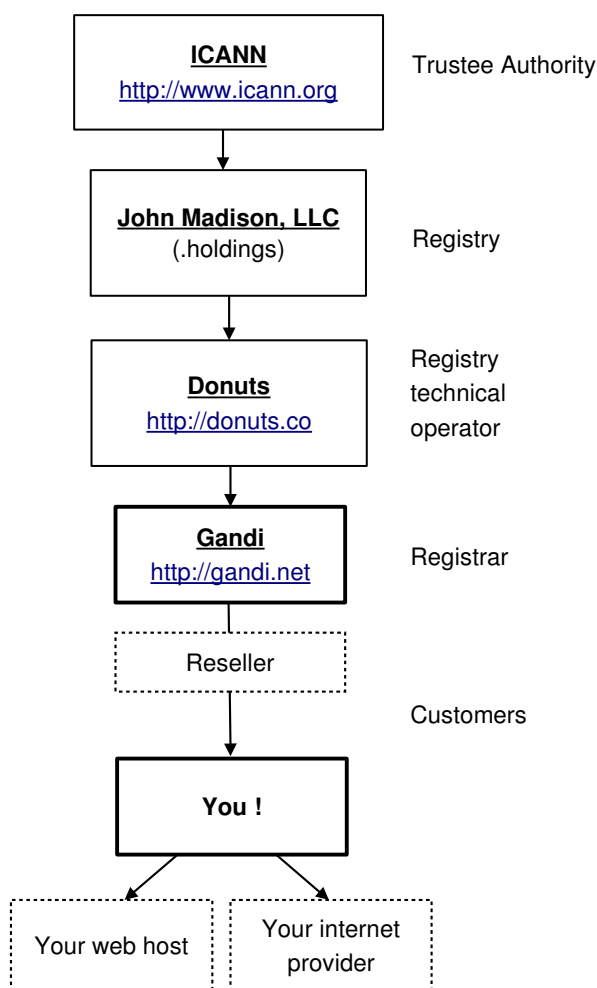 ICANN
http://www.icann.org
Trustee Authority
John Madison, LLC
(.holdings)
Registry
Donuts
http://donuts.co
Registry
technical
operator
Gandi
http://gandi.net
Registrar
Reseller
Customers
You !
Your web host
Your internet
provider